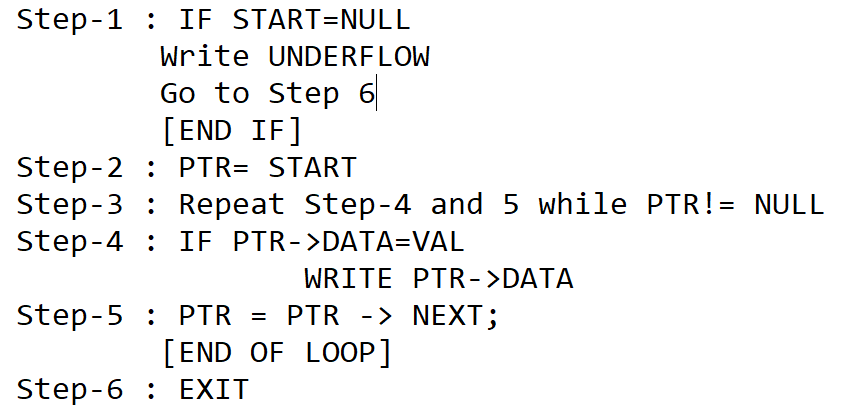 Step-1 : IF START=NULL
Write UNDERFLOW
Go to Step 6
[END IF]
Step-2 : PTR= START
Step-3 : Repeat Step-4 and 5 while PTR!= NULL
Step-4 : IF PTR->DATA=VAL
WRITE PTR->DATA
Step-5 : PTR = PTR -> NEXT;
[END OF LOOP]
Step-6 : EXIT